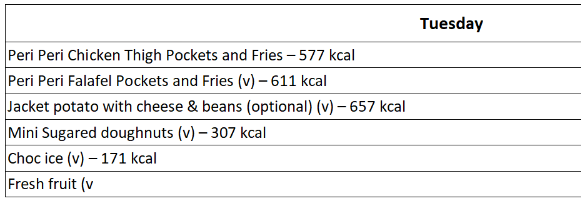 Tuesday
Peri Peri Chicken Thigh Pockets and Fries – 577 kcal
Peri Peri Falafel Pockets and Fries (v) – 611 kcal
Jacket potato with cheese & beans (optional) (v) – 657 kcal
Mini Sugared doughnuts (v) – 307 kcal
Choc ice (v) – 171 kcal
Fresh fruit (v